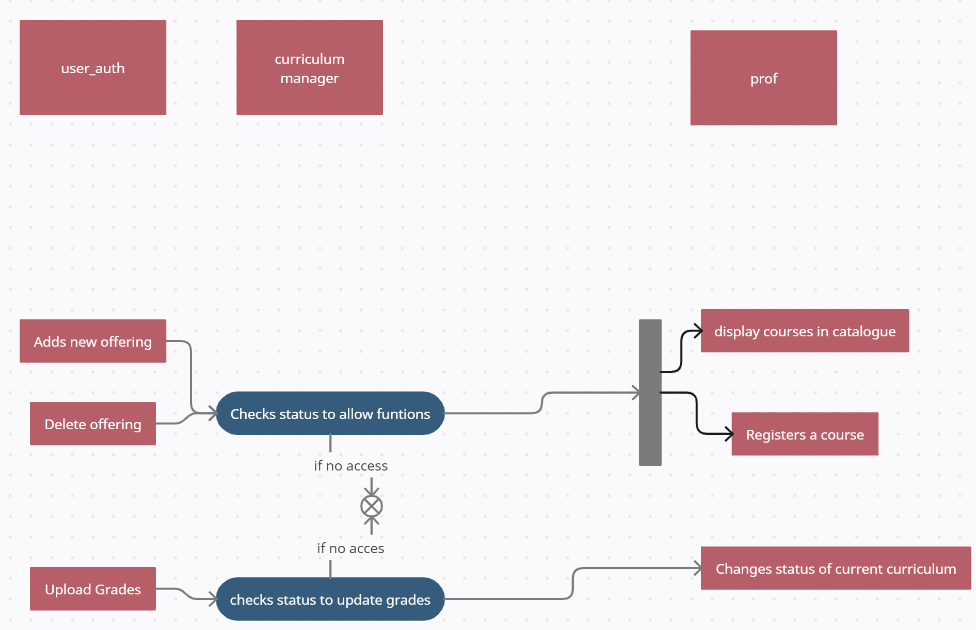 user_auth
curriculum
manager
prof
Adds new offering
display courses in catalogue
Delete offering
Checks status to allow funtions
Registers a course
if no access
if no acces
Upload Grades
checks status to update grades
Changes status of current curriculum